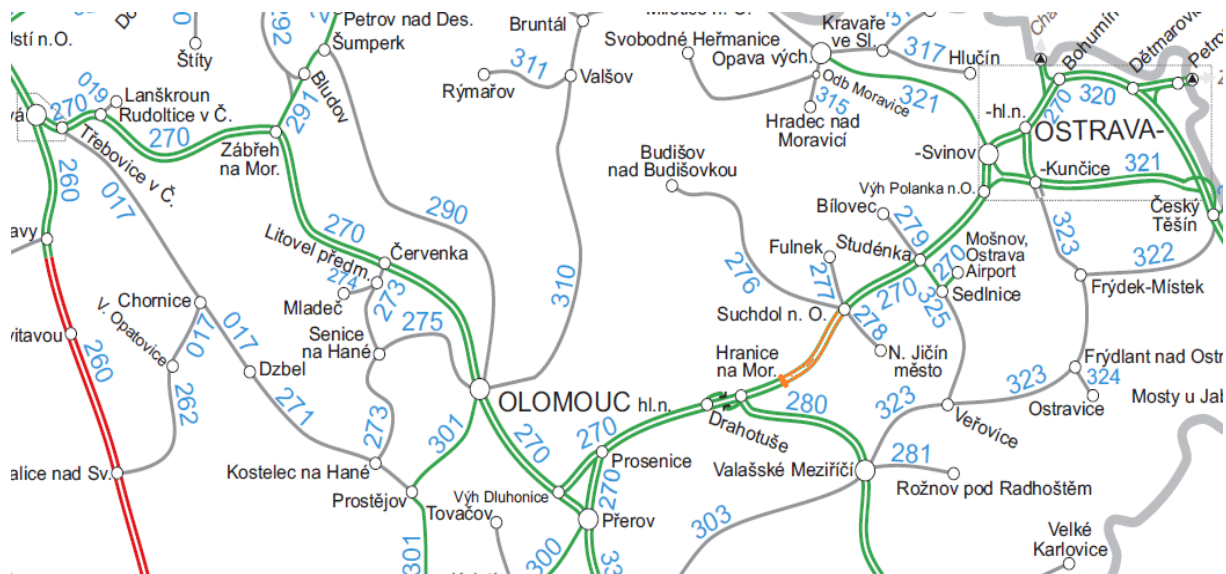 292
Petrov nad Des.
Šumperk
Bruntál
Kravaře
ve Sl.
317
Hlučín
Svobodné Heřmanice
Opava vých.
Odb Moravice
315
Hradec nad
Moravicí
321
Bohumín
Dětmarovice
320
270
-hl.n.
OSTRAVA-
-Svinov
-Kunčice
321
Výh Polanka n.O.
Český
Těšín
Štíty
Bludov
291
311
Valšov
Rýmařov
270
019
Lanškroun
Rudoltice v Č.
270
Třebovice v Č.
Zábřeh
na Mor.
260
017
290
310
Budišov
nad Budišovkou
Bílovec
279
Studénka
270
Mošnov,
Ostrava
Airport
Sedlnice
323
322
Frýdek-Místek
Fulnek
277
276
270
325
Suchdol n. O.
278
N. Jičín
město
270
Litovel předm.
Červenka
274
Mladeč
273
275
Senice
na Hané
Chornice
V. Opatovice
017
017
Dzbel
260
262
271
273
Kostelec na Hané
Prostějov
301
301
OLOMOUC hl.n.
270
Výh Dluhonice
Tovačov
270
Prosenice
270
Přerov
300
Hranice
na Mor.
Drahotuše
280
Valašské Meziříčí
281
Rožnov pod Radhoštěm
303
323
Veřovice
323
Frýdlant nad Ostr
324
Ostravice
Mosty u Jab
Velké
Karlovice